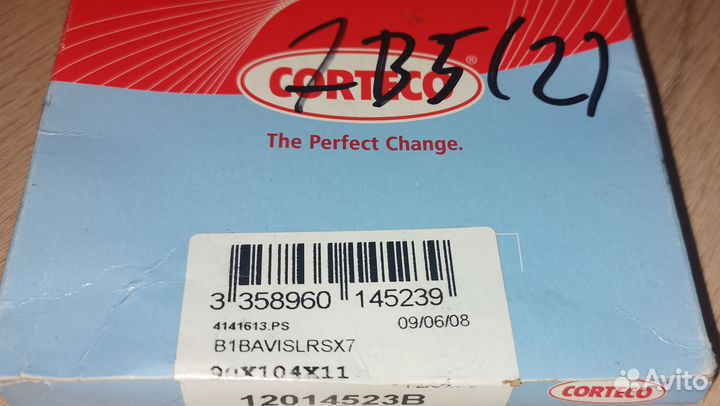 7B5(2)
CORTECO®
The Perfect Change.
3 358960 145239
4141613.PS 09/06/08
B1BAVISLRSX7
90X104X11
12014523B
CORTECO
Avito